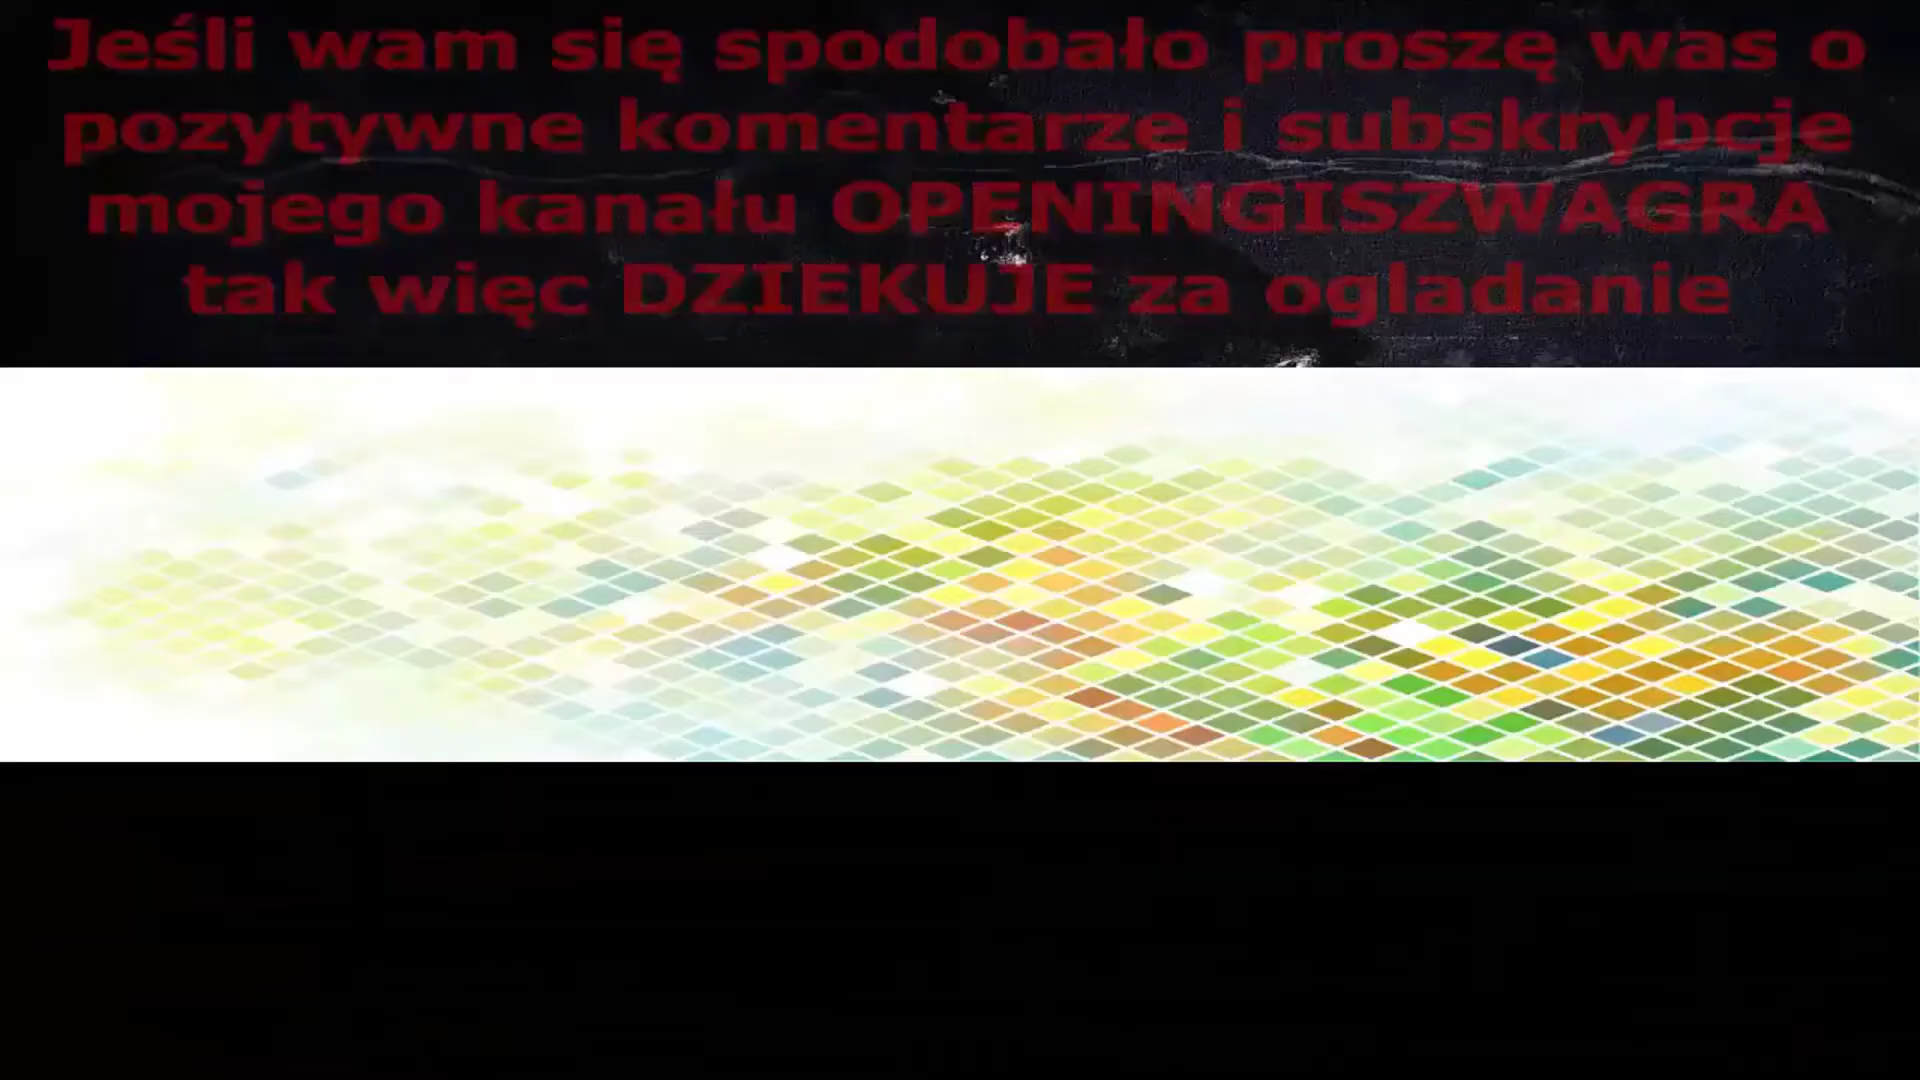 Jeśli wam się spodobało proszę was o
pozytywne komentarze i subskrybcje
mojego kanału OPENINGISZWAGRA
tak więc DZIEKUJE za ogladanie